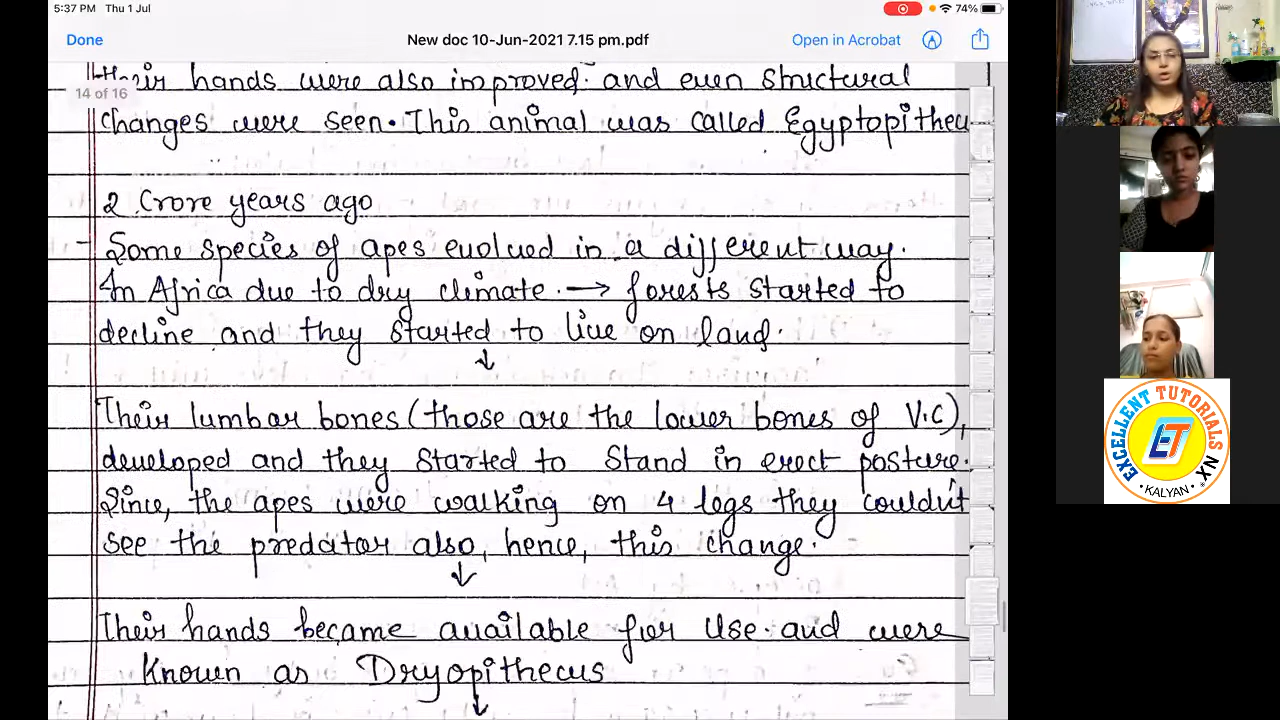 5:37 PM Thu 1 Jul
74%
Done
New doc 10-Jun-2021 7.15 pm.pdf
Open in Acrobat
Their hands were also improved. and even structural
14 of 16
changes were seen. This animal was called Egyptopithecu
2 Crore years ago
- Some species of apes evolved in a different way.
In Africa due to dry climate. → forests started to
decline and they started to live on land.
↓
Their lumbar bones (those are the lower bones of V.C),
developed and they started to stand in erect posture.
Since, the apes were walking on 4 legs they couldn't
see the predator also, hence, this change.
↓
Their hands became available for use. and were
Known as Dryopithecus
↓
EXCELLENT TUTORIALS NX
ET
• KALYAN •